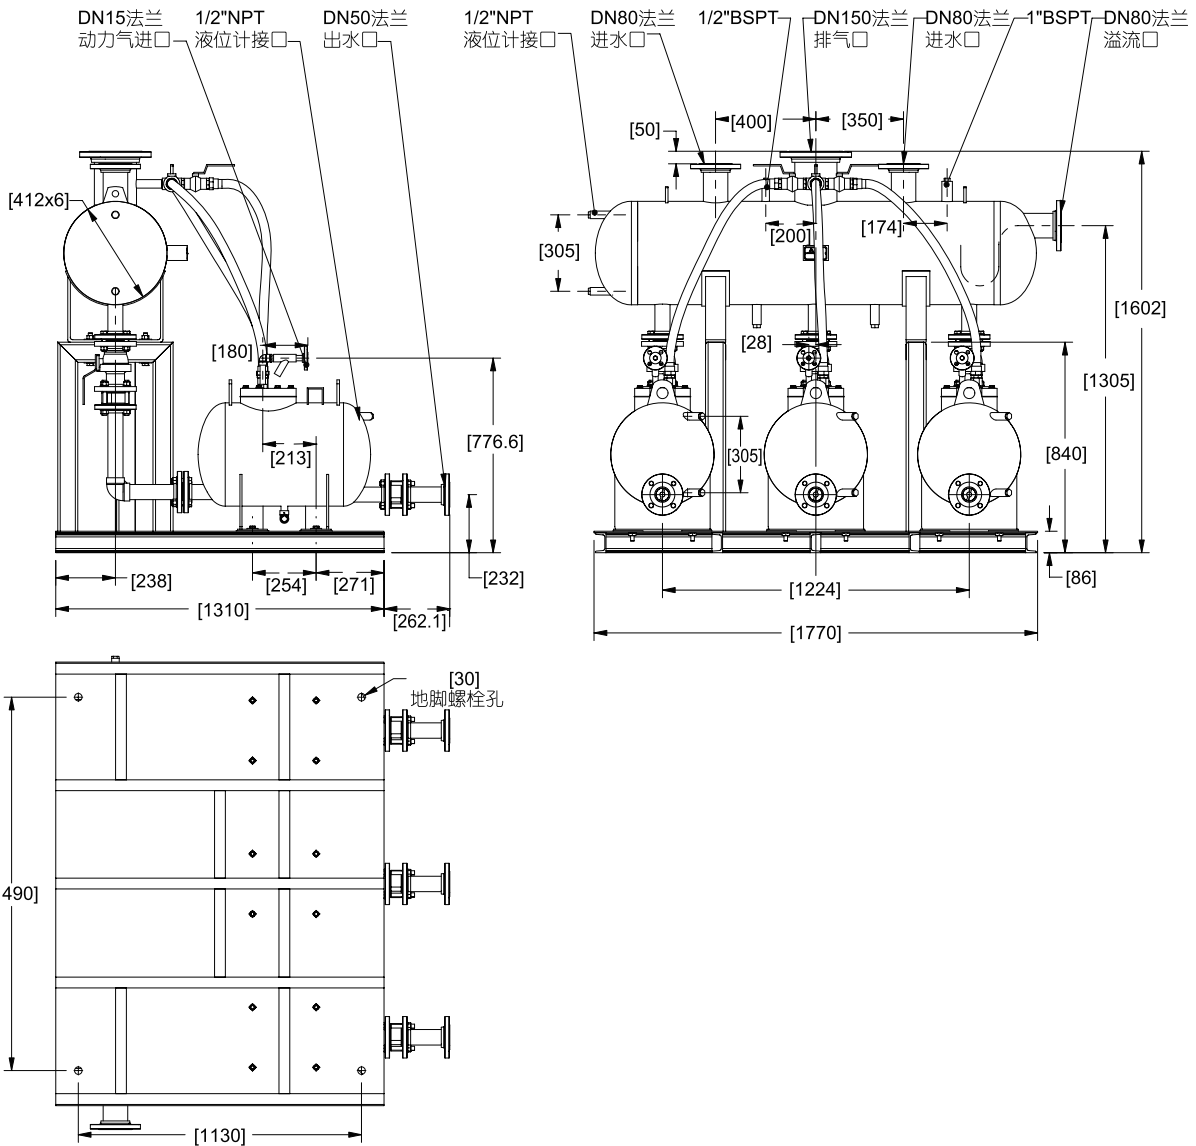 DN15法兰
动力气进口
1/2"NPT
液位计接口
DN50法兰
出水口
1/2"NPT
液位计接口
DN80法兰
进水口
1/2"BSPT
DN150法兰
排气口
DN80法兰
进水口
1"BSPT
DN80法兰
溢流口
[412x6]
[180]
[213]
[776.6]
[238]
[254]
[271]
[232]
[1310]
[262.1]
[50]
[400]
[350]
[305]
[200]
[174]
[28]
[305]
[1602]
[1305]
[840]
[86]
[1224]
[1770]
[30]
地脚螺栓孔
490]
[1130]